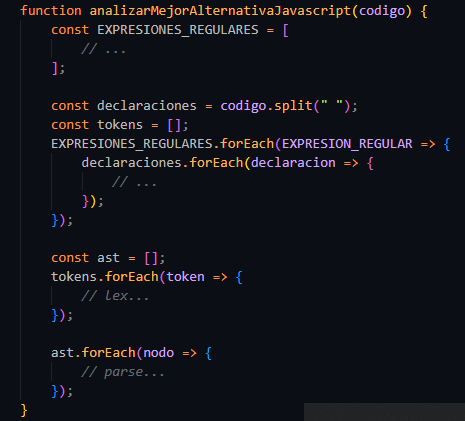 function analizarMejorAlternativaJavascript(codigo) {
const EXPRESIONES_REGULARES = [
// ...
];
const declaraciones = codigo.split(" ");
const tokens = [];
EXPRESIONES_REGULARES.forEach(EXPRESION_REGULAR => {
declaraciones.forEach(declaracion => {
// ...
});
});
const ast = [];
tokens.forEach(token => {
// lex...
});
ast.forEach(nodo => {
// parse...
});
}